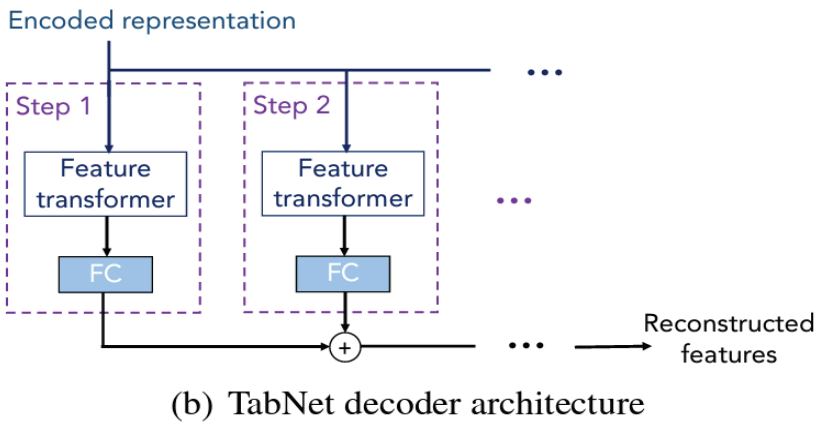 Encoded representation
...
Step 1
Step 2
Feature
transformer
Feature
transformer
...
FC
FC
+
...
Reconstructed
features
(b) TabNet decoder architecture